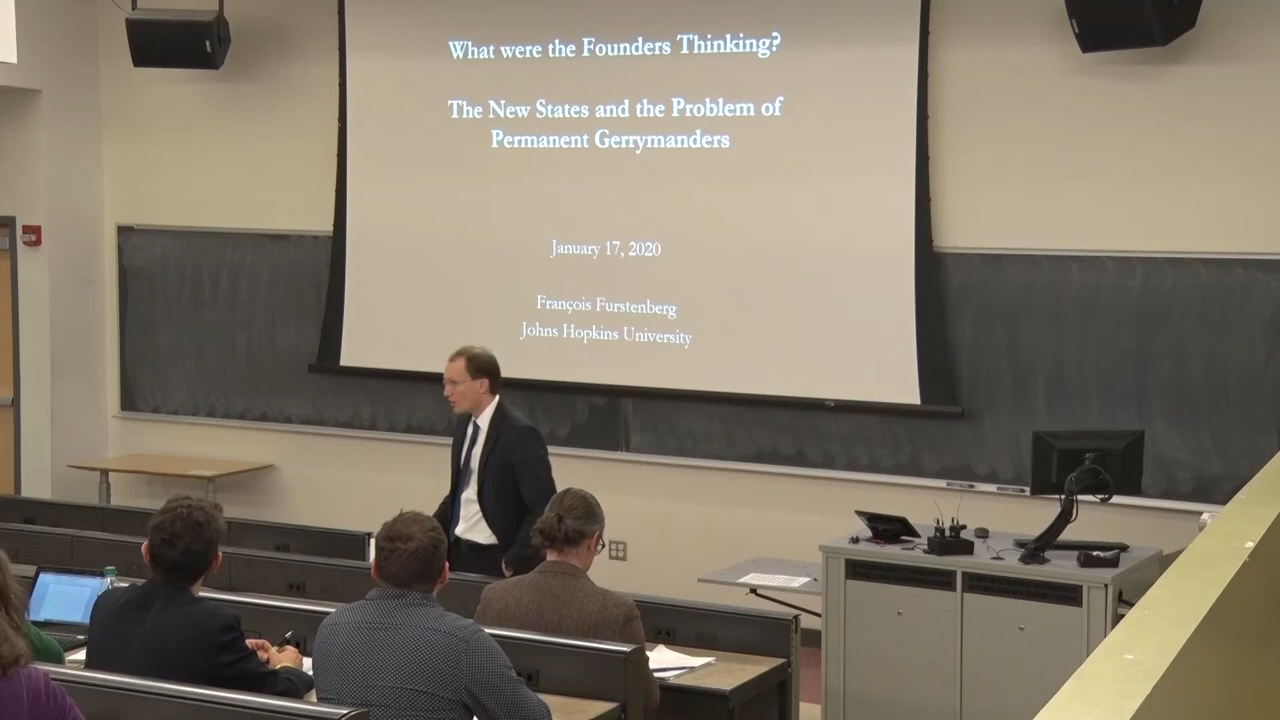 What were the Founders Thinking?
The New States and the Problem of
Permanent Gerrymanders
January 17, 2020
François Furstenberg
Johns Hopkins University